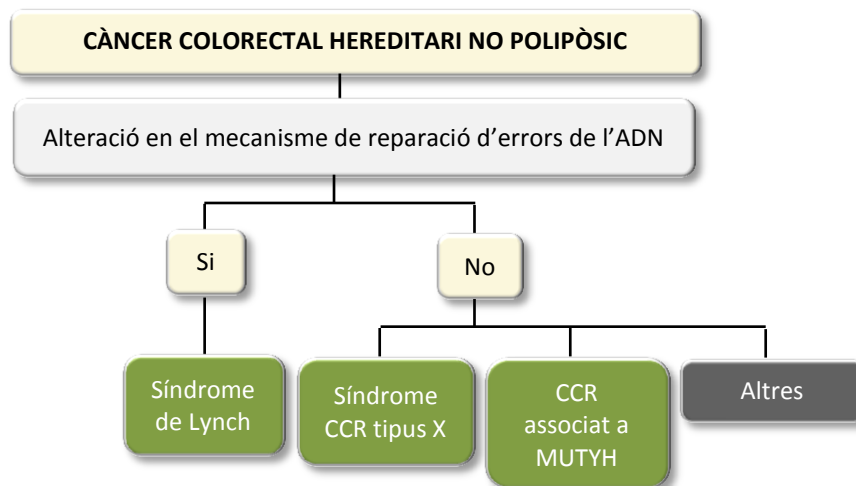 CÀNCER COLORECTAL HEREDITARI NO POLIPÒSIC
Alteració en el mecanisme de reparació d’errors de l’ADN
Si
No
Síndrome
de Lynch
Síndrome
CCR tipus X
CCR
associat a
MUTYH
Altres